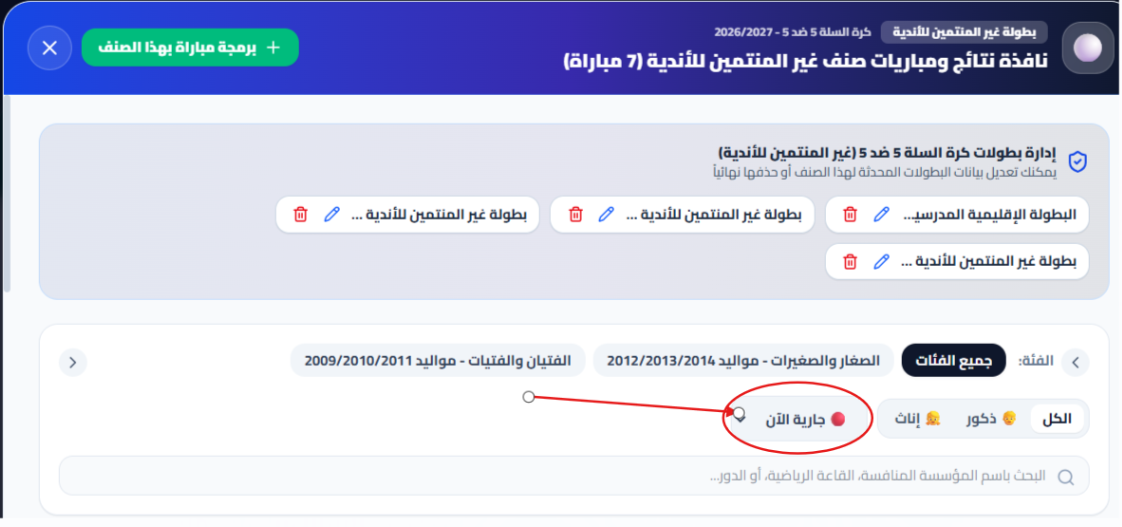 بطولة غير المنتمين للأندية كرة السلة 5 ضد 5 - 2026/2027
نافذة نتائج ومباريات صنف غير المنتمين للأندية (7 مباراة)
+ برمجة مباراة بهذا الصنف
إدارة بطولات كرة السلة 5 ضد 5 (غير المنتمين للأندية)
يمكنك تعديل بيانات البطولات المحدثة لهذا الصنف أو حذفها نهائياً
البطولة الإقليمية المدرسيـ...
بطولة غير المنتمين للأندية ...
بطولة غير المنتمين للأندية ...
بطولة غير المنتمين للأندية ...
الفئة: جميع الفئات الصغار والصغيرات - مواليد 2012/2013/2014 الفتيان والفتيات - مواليد 2009/2010/2011
الكل ذكور إناث جارية الآن
البحث باسم المؤسسة المنافسة، القاعة الرياضية، أو الدور...